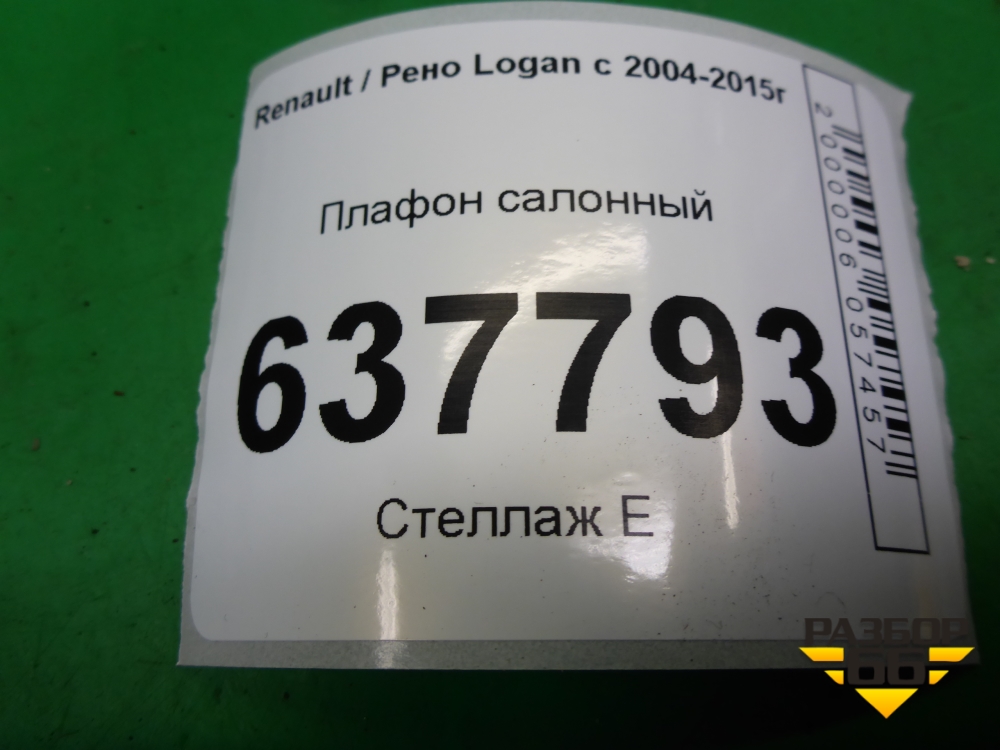 Renault / Рено Logan с 2004-2015г
Плафон салонный
637793
Стеллаж Е
2000006057457
РАЗБОР
66